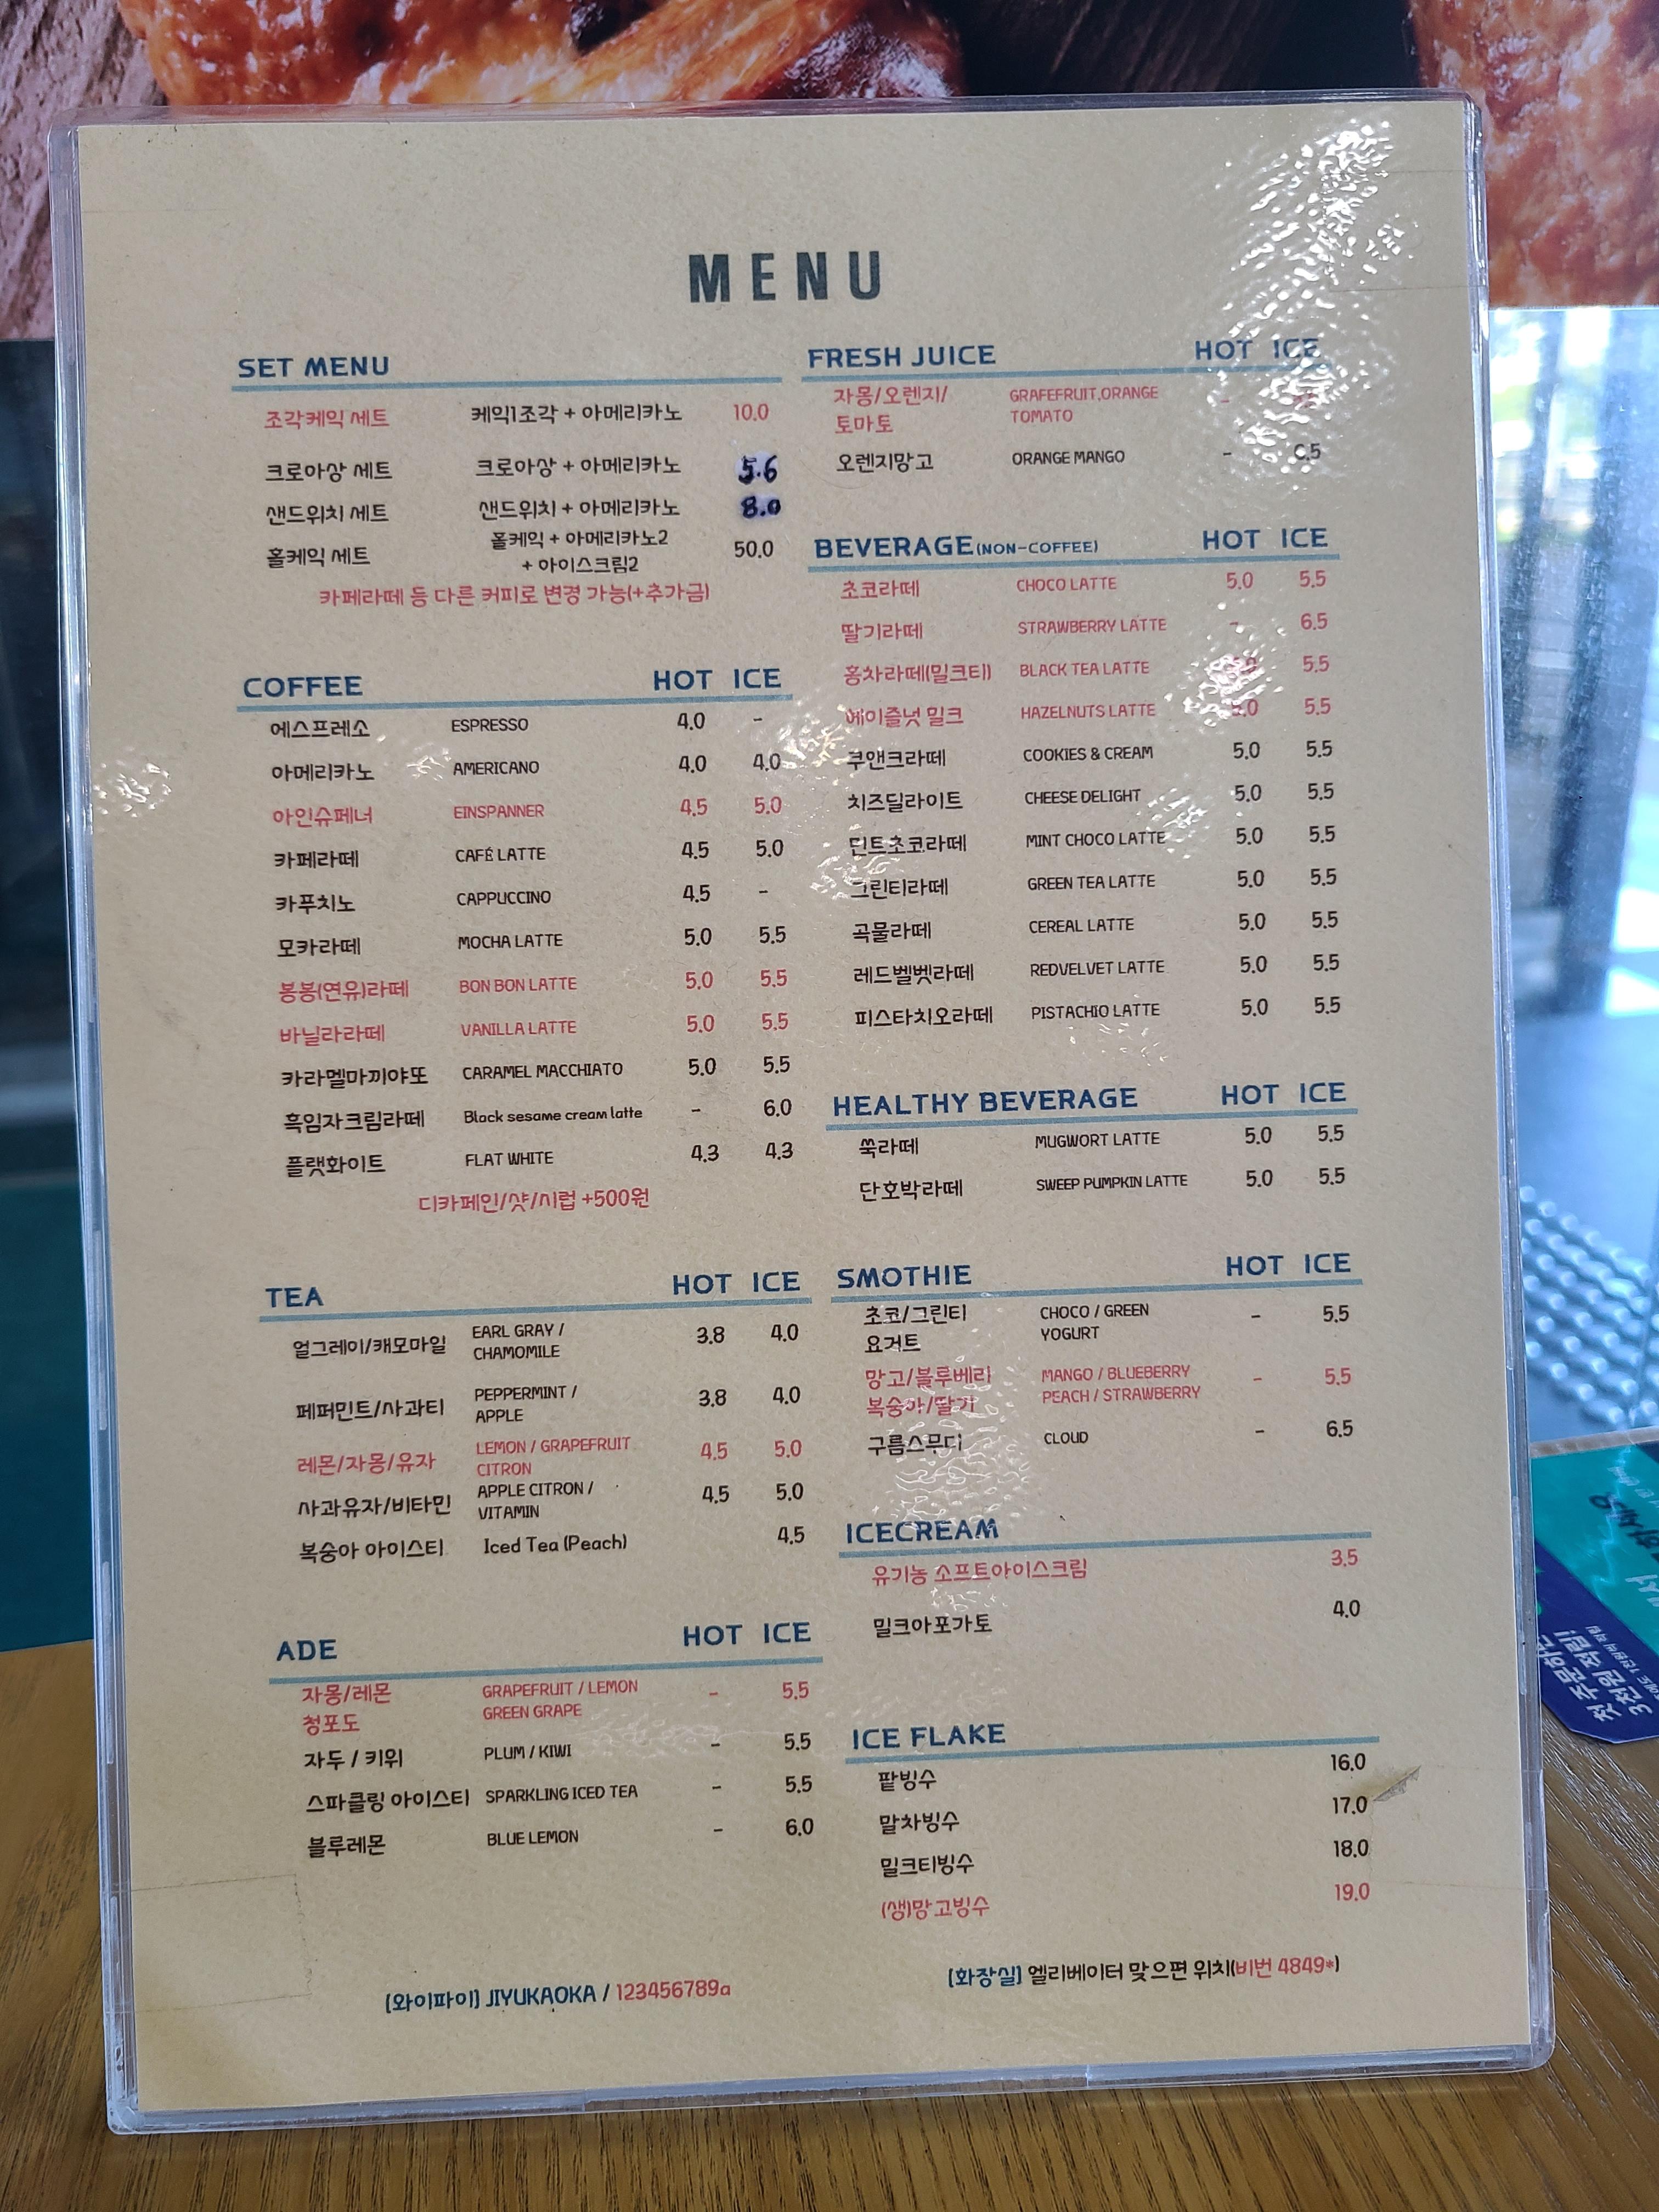 MENU
SET MENU
조각케익 세트 케익1조각 + 아메리카노 10.0
크로아상 세트 크로아상 + 아메리카노 5.6
샌드위치 세트 샌드위치 + 아메리카노 8.0
홀케익 세트 홀케익 + 아메리카노2 50.0
+ 아이스크림2
카페라떼 등 다른 커피로 변경 가능(+추가금)
COFFEE HOT ICE
에스프레소 ESPRESSO 4.0 -
아메리카노 AMERICANO 4.0 4.0
아인슈페너 EINSPANNER 4.5 5.0
카페라떼 CAFÉ LATTE 4.5 5.0
카푸치노 CAPPUCCINO 4.5 -
모카라떼 MOCHA LATTE 5.0 5.5
봉봉(연유)라떼 BON BON LATTE 5.0 5.5
바닐라라떼 VANILLA LATTE 5.0 5.5
카라멜마끼야또 CARAMEL MACCHIATO 5.0 5.5
흑임자크림라떼 Black sesame cream latte - 6.0
플랫화이트 FLAT WHITE 4.3 4.3
디카페인/샷/시럽 +500원
TEA HOT ICE
얼그레이/캐모마일 EARL GRAY / 3.8 4.0
CHAMOMILE
페퍼민트/사과티 PEPPERMINT / 3.8 4.0
APPLE
레몬/자몽/유자 LEMON / GRAPEFRUIT 4.5 5.0
CITRON
사과유자/비타민 APPLE CITRON / 4.5 5.0
VITAMIN
복숭아 아이스티 Iced Tea (Peach) 4.5
ADE HOT ICE
자몽/레몬 GRAPEFRUIT / LEMON - 5.5
청포도 GREEN GRAPE
자두 / 키위 PLUM / KIWI - 5.5
스파클링 아이스티 SPARKLING ICED TEA - 5.5
블루레몬 BLUE LEMON - 6.0
[와이파이] JIYUKAOKA / 123456789a
FRESH JUICE HOT ICE
자몽/오렌지/ GRAFEFRUIT,ORANGE -
토마토 TOMATO
오렌지망고 ORANGE MANGO -
BEVERAGE(NON-COFFEE) HOT ICE
초코라떼 CHOCO LATTE 5.0 5.5
딸기라떼 STRAWBERRY LATTE - 6.5
홍차라떼(밀크티) BLACK TEA LATTE 5.5
헤이즐넛 밀크 HAZELNUTS LATTE 5.0 5.5
쿠앤크라떼 COOKIES & CREAM 5.0 5.5
치즈딜라이트 CHEESE DELIGHT 5.0 5.5
민트초코라떼 MINT CHOCO LATTE 5.0 5.5
그린티라떼 GREEN TEA LATTE 5.0 5.5
곡물라떼 CEREAL LATTE 5.0 5.5
레드벨벳라떼 REDVELVET LATTE 5.0 5.5
피스타치오라떼 PISTACHIO LATTE 5.0 5.5
HEALTHY BEVERAGE HOT ICE
쑥라떼 MUGWORT LATTE 5.0 5.5
단호박라떼 SWEEP PUMPKIN LATTE 5.0 5.5
SMOTHIE HOT ICE
초코/그린티 CHOCO / GREEN - 5.5
요거트 YOGURT
망고/블루베리 MANGO / BLUEBERRY - 5.5
복숭아/딸기 PEACH / STRAWBERRY
구름스무디 CLOUD - 6.5
ICECREAM
유기농 소프트아이스크림 3.5
밀크아포가토 4.0
ICE FLAKE
팥빙수 16.0
말차빙수 17.0
밀크티빙수 18.0
(생)망고빙수 19.0
[화장실] 엘리베이터 맞으편 위치(비번 4849*)
첫 주문하면
3천원 적립!